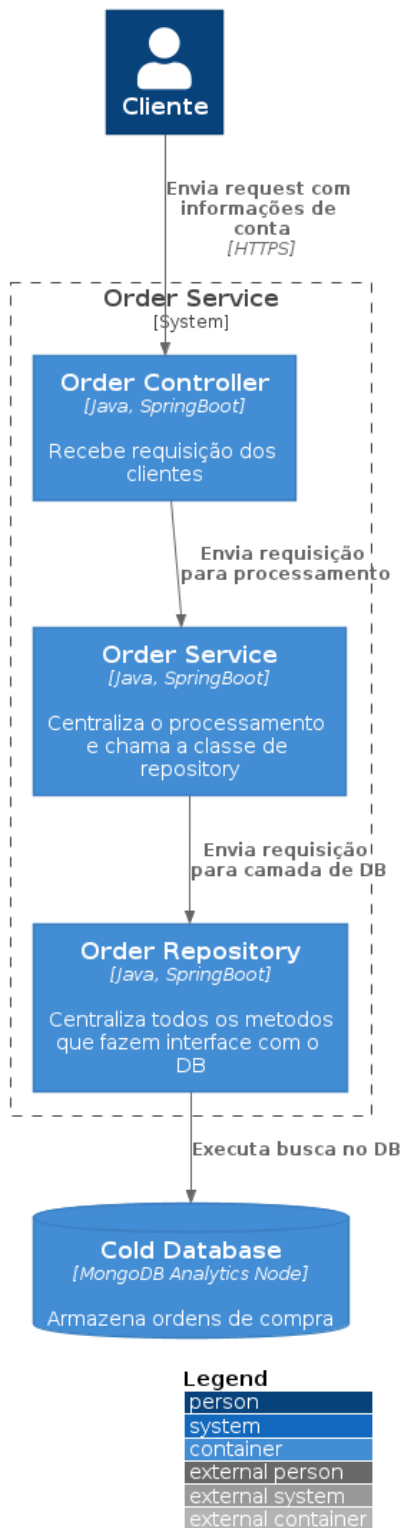 Cliente
Envia request com
informações de
conta
[HTTPS]
Order Service
[System]
Order Controller
[Java, SpringBoot]
Recebe requisição dos
clientes
Envia requisição
para processamento
Order Service
[Java, SpringBoot]
Centraliza o processamento
e chama a classe de
repository
Envia requisição
para camada de DB
Order Repository
[Java, SpringBoot]
Centraliza todos os metodos
que fazem interface com o
DB
Executa busca no DB
Cold Database
[MongoDB Analytics Node]
Armazena ordens de compra
Legend
person
system
container
external person
external system
external container